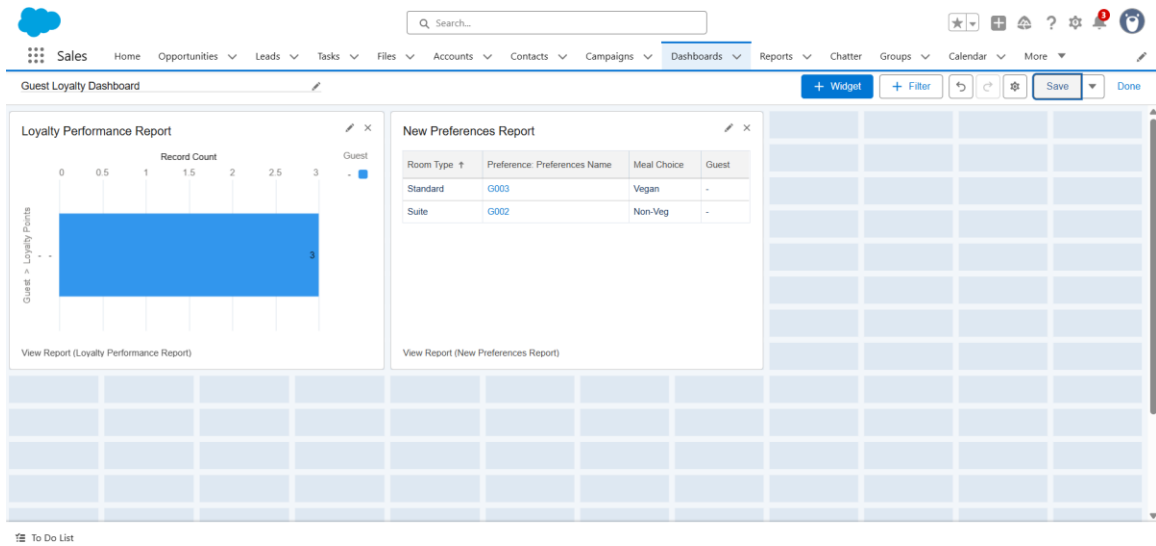 Search...
3
Sales Home Opportunities Leads Tasks Files Accounts Contacts Campaigns Dashboards Reports Chatter Groups Calendar More
Guest Loyalty Dashboard
+ Widget + Filter Save Done
Loyalty Performance Report
Record Count
Guest
0 0.5 1 1.5 2 2.5 3
-
Guest > Loyalty Points
- -
3
View Report (Loyalty Performance Report)
New Preferences Report
Room Type ↑ Preference: Preferences Name Meal Choice Guest
Standard G003 Vegan -
Suite G002 Non-Veg -
View Report (New Preferences Report)
To Do List